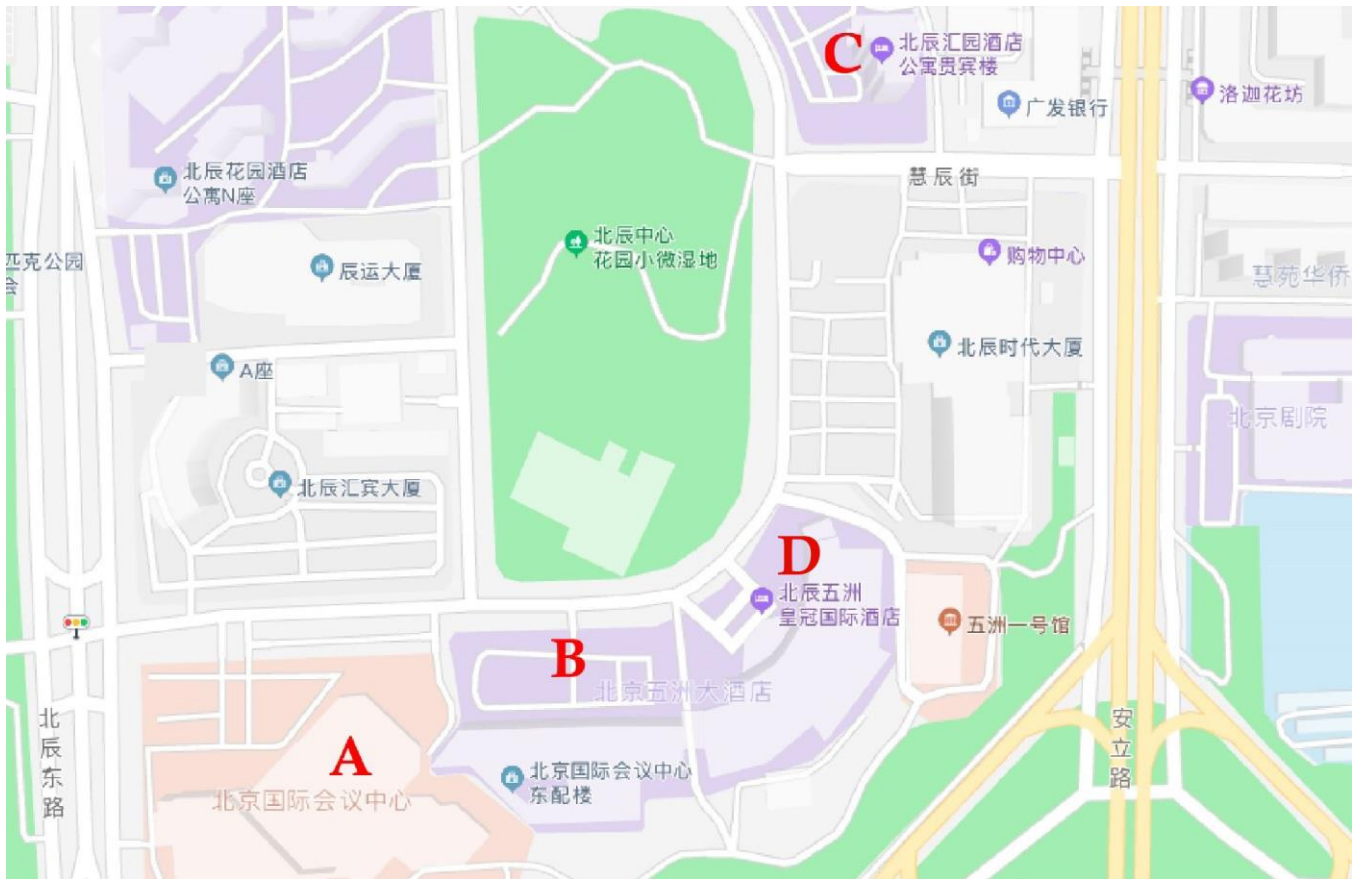 C
北辰汇园酒店
公寓贵宾楼
洛迦花坊
广发银行
北辰花园酒店
公寓N座
慧辰街
北辰中心
花园小微湿地
购物中心
匹克公园
会
辰运大厦
慧苑华侨
北辰时代大厦
A座
北京剧院
北辰汇宾大厦
D
北辰五洲
皇冠国际酒店
五洲一号馆
B
北京五洲大酒店
北辰东路
安立路
A
北京国际会议中心
东配楼
北京国际会议中心